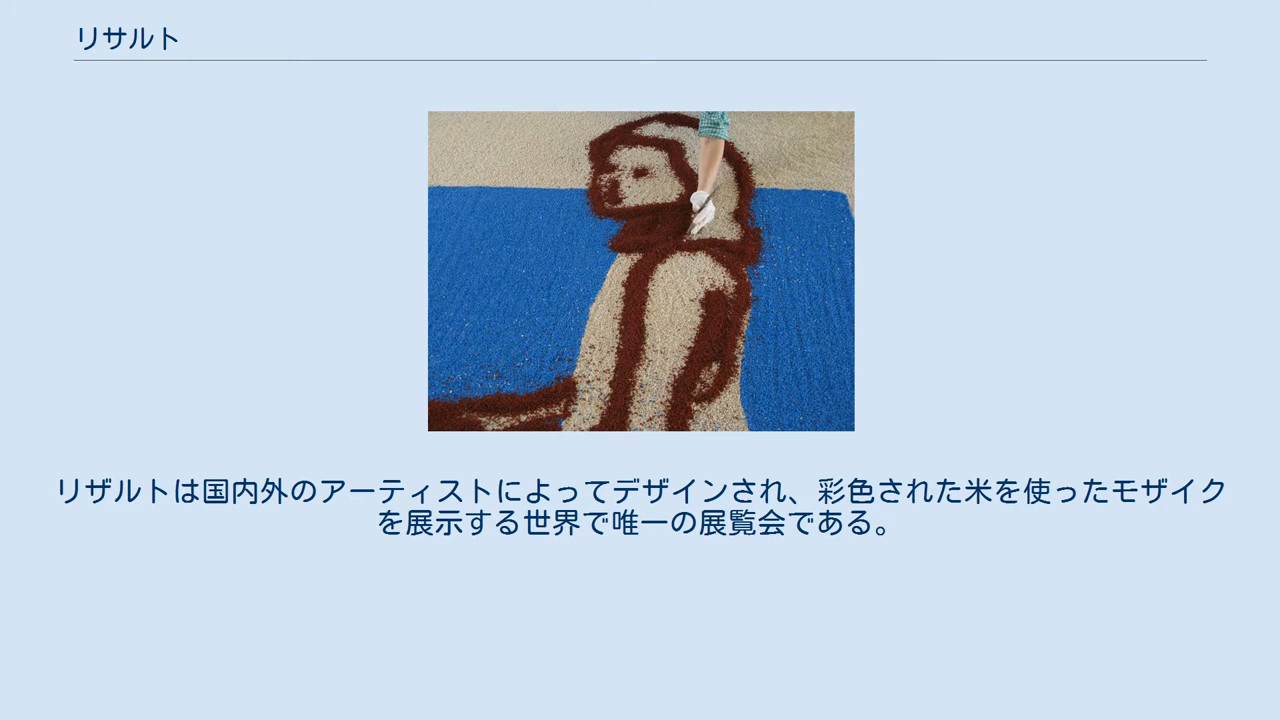 リサルト
リザルトは国内外のアーティストによってデザインされ、彩色された米を使ったモザイク
を展示する世界で唯一の展覧会である。